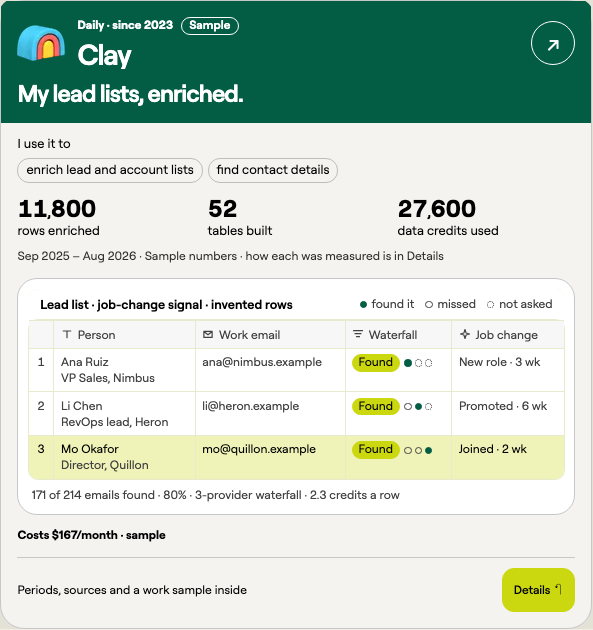 Daily · since 2023 Sample
Clay
My lead lists, enriched.
I use it to
enrich lead and account lists find contact details
11,800 52 27,600
rows enriched tables built data credits used
Sep 2025 – Aug 2026 · Sample numbers · how each was measured is in Details
Lead list · job-change signal · invented rows found it missed not asked
Person Work email Waterfall Job change
1 Ana Ruiz ana@nimbus.example Found New role · 3 wk
VP Sales, Nimbus
2 Li Chen li@heron.example Found Promoted · 6 wk
RevOps lead, Heron
3 Mo Okafor mo@quillon.example Found Joined · 2 wk
Director, Quillon
171 of 214 emails found · 80% · 3-provider waterfall · 2.3 credits a row
Costs $167/month · sample
Periods, sources and a work sample inside Details